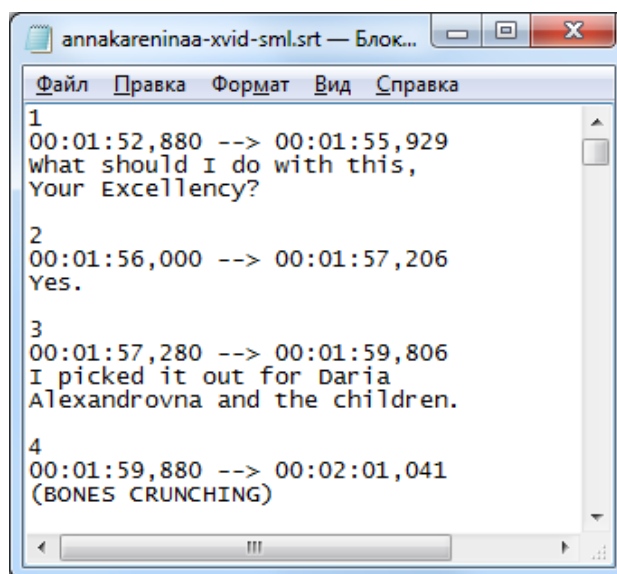 annakareninaa-xvid-sml.srt — Блок...
Файл Правка Формат Вид Справка
1
00:01:52,880 --> 00:01:55,929
What should I do with this,
Your Excellency?
2
00:01:56,000 --> 00:01:57,206
Yes.
3
00:01:57,280 --> 00:01:59,806
I picked it out for Daria
Alexandrovna and the children.
4
00:01:59,880 --> 00:02:01,041
(BONES CRUNCHING)